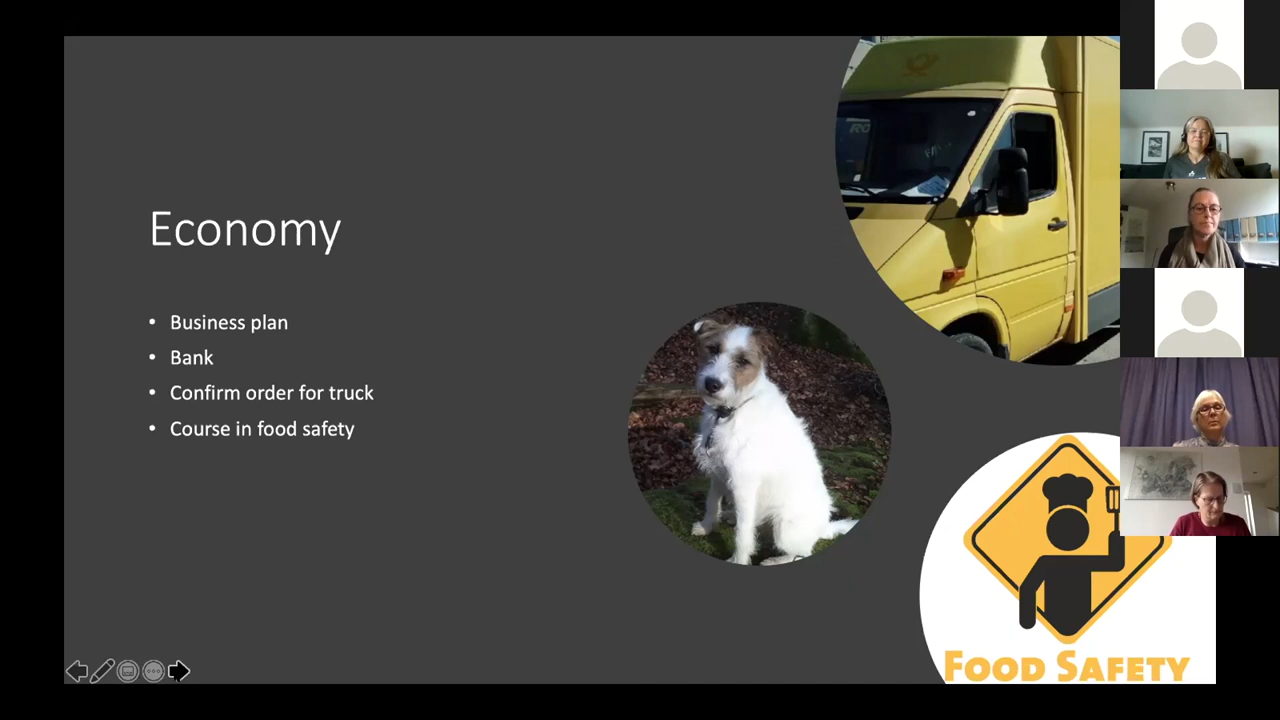 Economy
• Business plan
• Bank
• Confirm order for truck
• Course in food safety
FOOD SAFETY